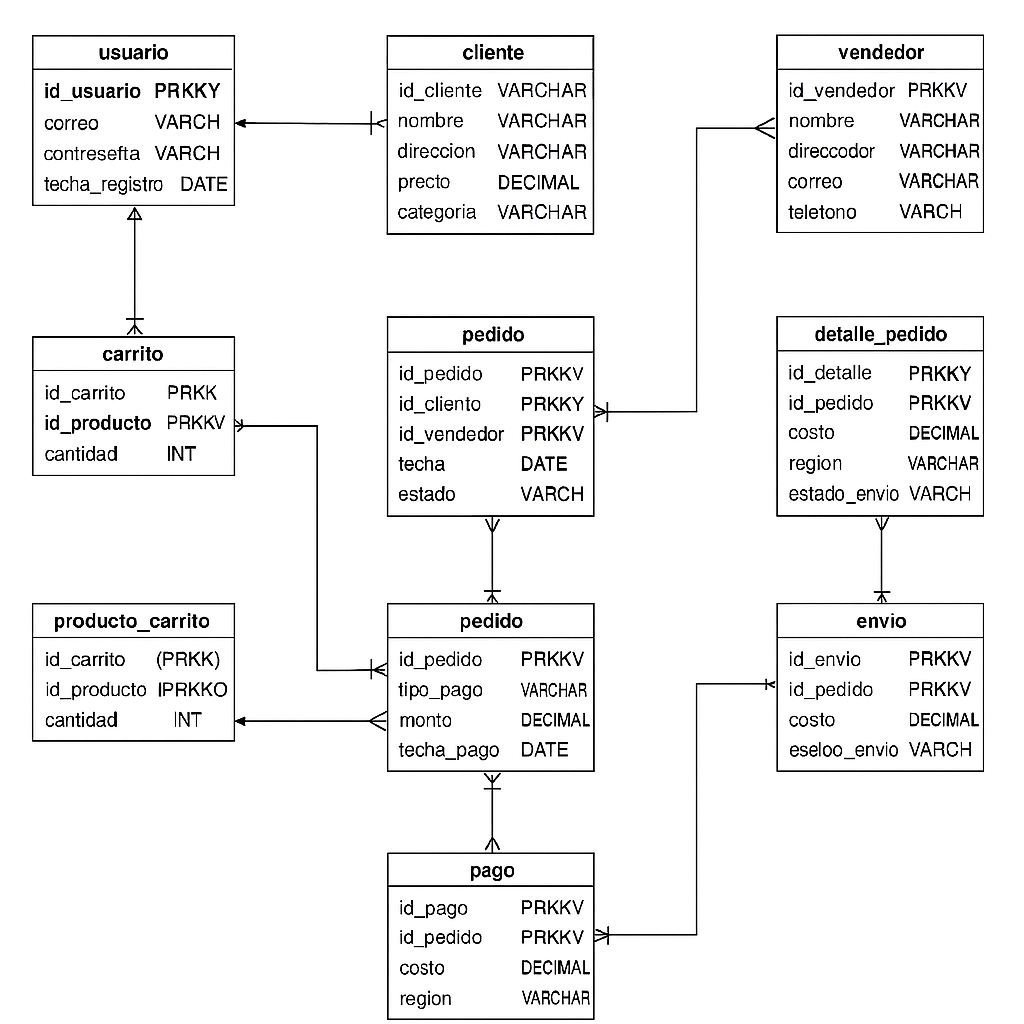 usuario
id_usuario PRKKY
correo VARCH
contresefta VARCH
techa_registro DATE
cliente
id_cliente VARCHAR
nombre VARCHAR
direccion VARCHAR
precto DECIMAL
categoria VARCHAR
vendedor
id_vendedor PRKKV
nombre VARCHAR
direccodor VARCHAR
correo VARCHAR
teletono VARCH
carrito
id_carrito PRKK
id_producto PRKKV
cantidad INT
pedido
id_pedido PRKKV
id_cliento PRKKY
id_vendedor PRKKV
techa DATE
estado VARCH
detalle_pedido
id_detalle PRKKY
id_pedido PRKKV
costo DECIMAL
region VARCHAR
estado_envio VARCH
producto_carrito
id_carrito (PRKK)
id_producto IPRKKO
cantidad INT
pedido
id_pedido PRKKV
tipo_pago VARCHAR
monto DECIMAL
techa_pago DATE
envio
id_envio PRKKV
id_pedido PRKKV
costo DECIMAL
eseloo_envio VARCH
pago
id_pago PRKKV
id_pedido PRKKV
costo DECIMAL
region VARCHAR